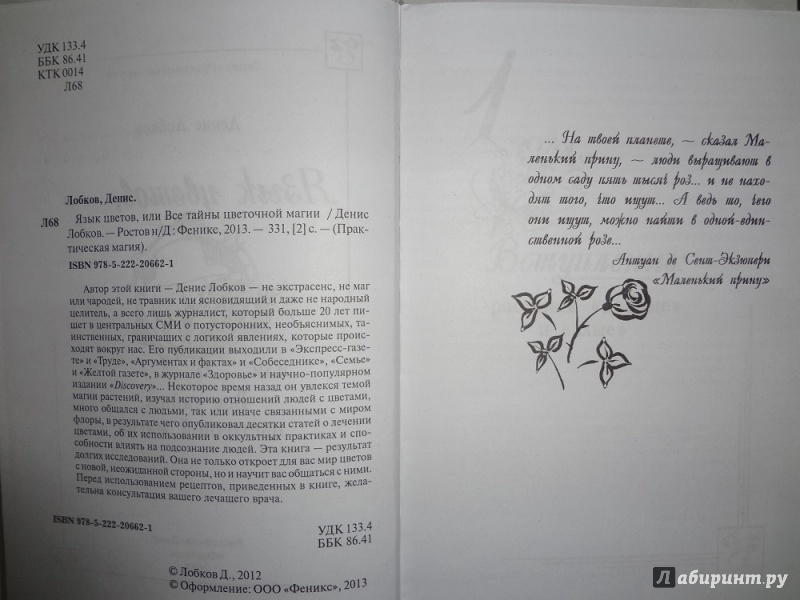 УДК 133.4
ББК 86.41
КТК 0014
Л68
Лобков, Денис.
Л68 Язык цветов, или Все тайны цветочной магии / Денис
Лобков. — Ростов н/Д : Феникс, 2013. — 331, [2] с. — (Прак-
тическая магия).
ISBN 978-5-222-20662-1
Автор этой книги — Денис Лобков — не экстрасенс, не маг
или чародей, не травник или ясновидящий и даже не народный
целитель, а всего лишь журналист, который больше 20 лет пи-
шет в центральных СМИ о потусторонних, необъяснимых, та-
инственных, граничащих с логикой явлениях, которые проис-
ходят вокруг нас. Его публикации выходили в «Экспресс-газе-
те» и «Труде», «Аргументах и фактах» и «Собеседнике», «Семье»
и «Желтой газете», в журнале «Здоровье» и научно-популярном
издании «Discovery»... Некоторое время назад он увлекся темой
магии растений, изучал историю отношений людей с цветами,
много общался с людьми, так или иначе связанными с миром
флоры, в результате чего опубликовал десятки статей о лечении
цветами, об их использовании в оккультных практиках и спо-
собности влиять на подсознание людей. Эта книга — результат
долгих исследований. Она не только откроет для вас мир цветов
с новой, неожиданной стороны, но и научит вас общаться с ними.
Перед использованием рецептов, приведенных в книге, жела-
тельна консультация вашего лечащего врача.
ISBN 978-5-222-20662-1
УДК 133.4
ББК 86.41
© Лобков Д., 2012
© Оформление: ООО «Феникс», 2013
... На твоей планете, — сказал Ма-
ленький принц, — люди выращивают в
одном саду пять тысяч роз... и не нахо-
дят того, что ищут... А ведь то, чего
они ищут, можно найти в одной-един-
ственной розе...
Антуан де Сент-Экзюпери
«Маленький принц»
Лабиринт.ру